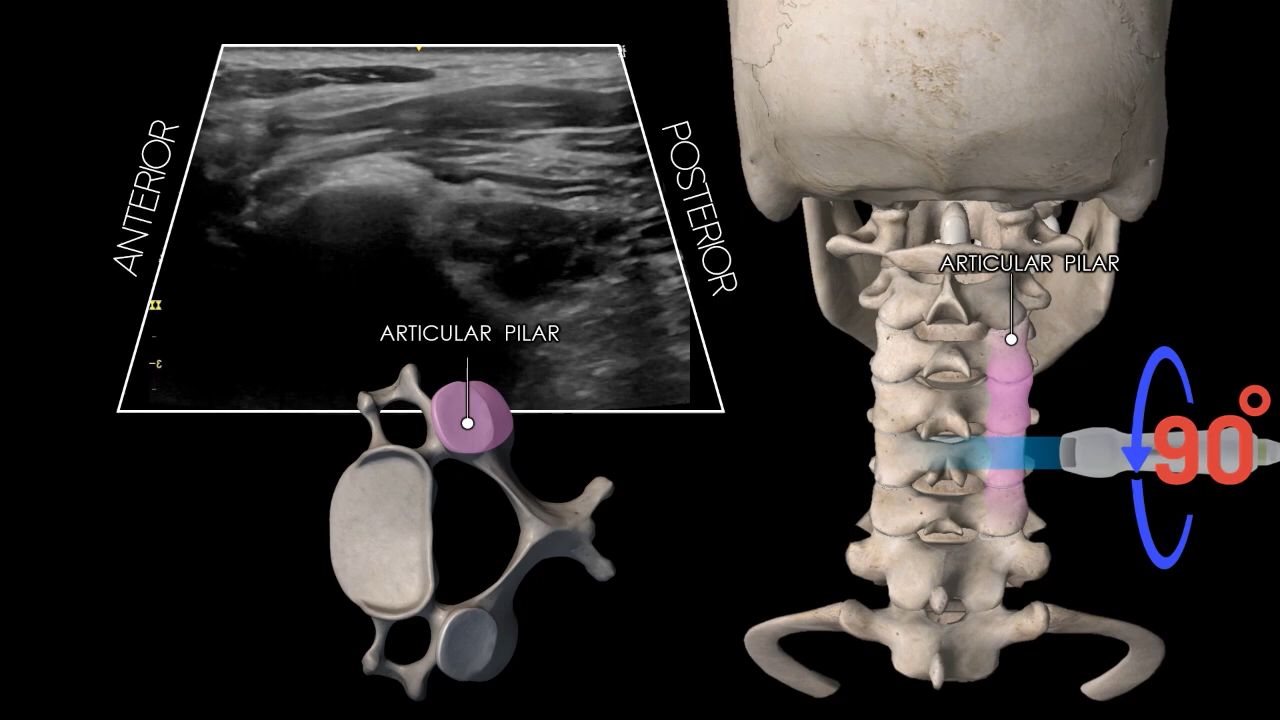 ANTERIOR
POSTERIOR
ARTICULAR PILAR
ARTICULAR PILAR
90°